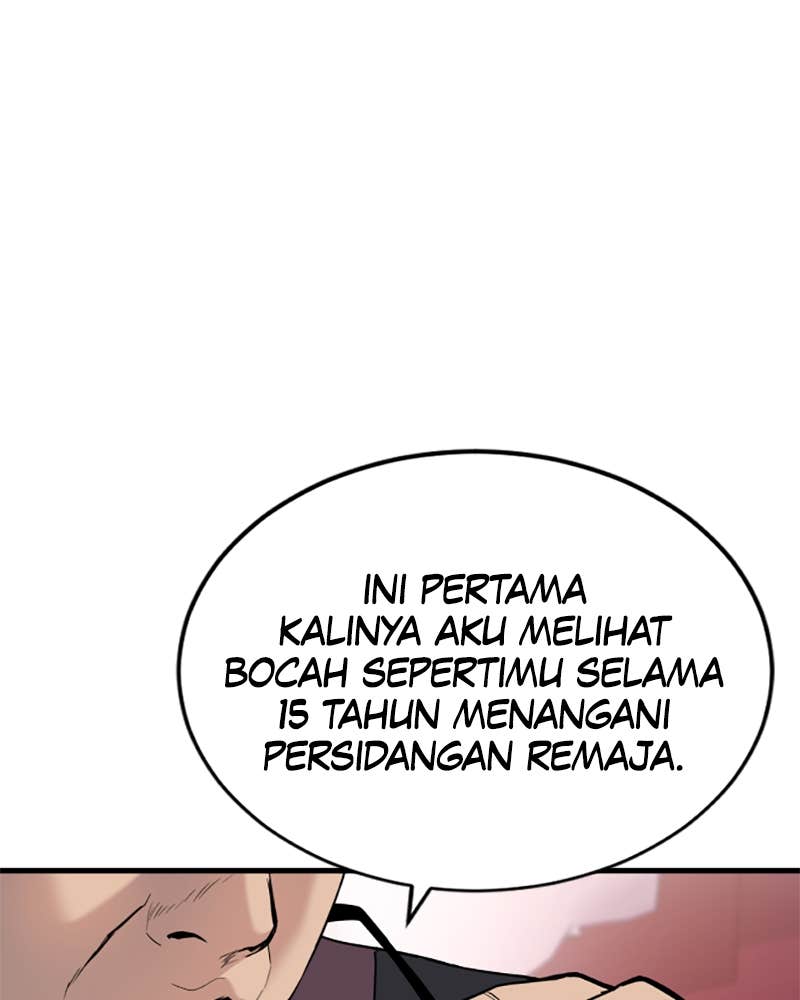 INI PERTAMA
KALINYA AKU MELIHAT
BOCAH SEPERTIMU SELAMA
15 TAHUN MENANGANI
PERSIDANGAN REMAJA.